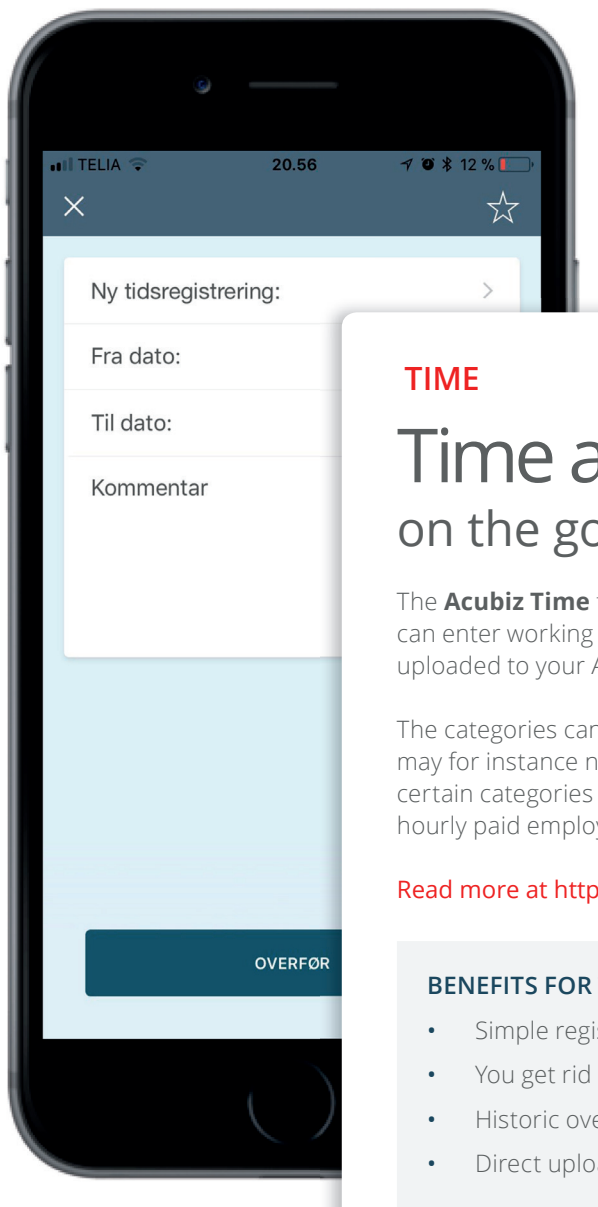 TELIA 20.56 12 %
Ny tidsregistrering:
Fra dato:
Til dato:
Kommentar
OVERFØR
TIME
Time a
on the go
The Acubiz Time
can enter working
uploaded to your A
The categories can
may for instance n
certain categories
hourly paid employ
Read more at http
BENEFITS FOR
• Simple regis
• You get rid
• Historic ove
• Direct uploa